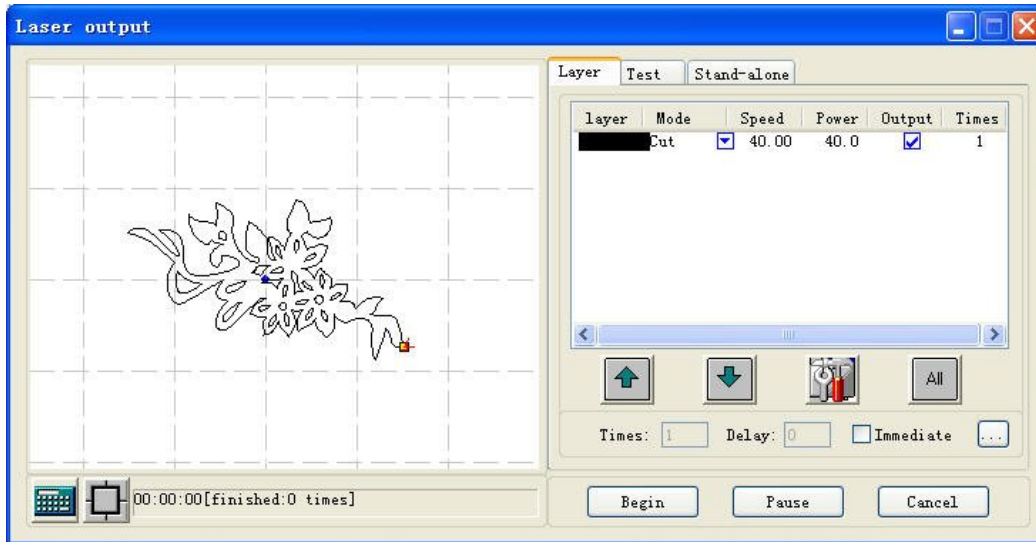 Laser output
Layer Test Stand-alone
layer Mode Speed Power Output Times
Cut 40.00 40.0 1
All
Times: 1 Delay: 0 Immediate ...
00:00:00[finished:0 times]
Begin Pause Cancel